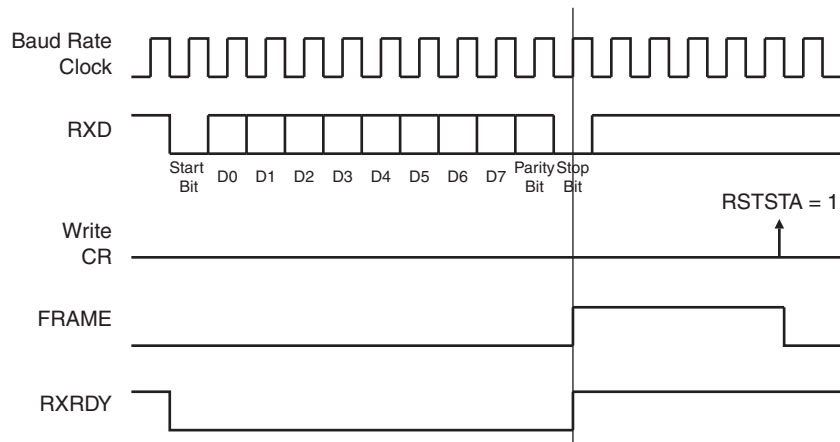 Baud Rate
Clock
RXD
Start
Bit
D0 D1 D2 D3 D4 D5 D6 D7
Parity
Bit
Stop
Bit
RSTSTA = 1
Write
CR
FRAME
RXRDY